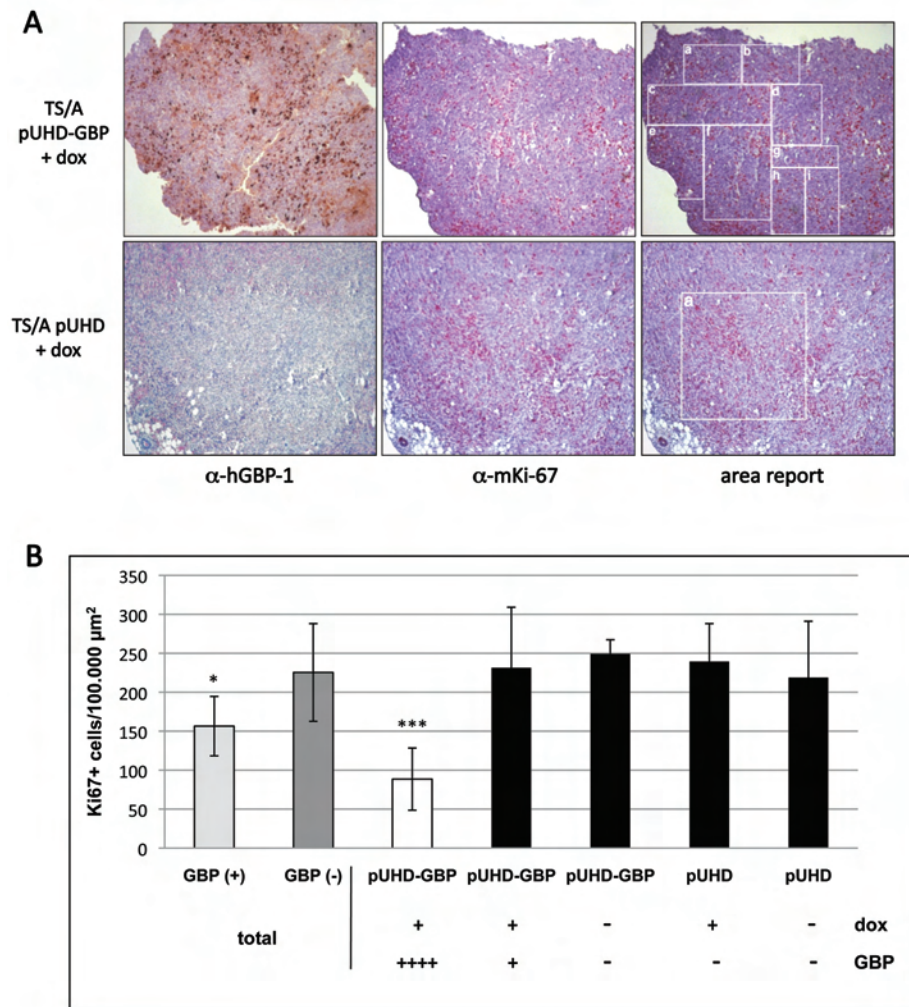 A
TS/A
pUHD-GBP
+ dox
a
b
c
d
e
f
g
h
i
TS/A pUHD
+ dox
a
α-hGBP-1
α-mKi-67
area report
B
Ki67+ cells/100.000 µm²
350
300
250
200
150
100
50
0
*
***
GBP (+) GBP (-) pUHD-GBP pUHD-GBP pUHD-GBP pUHD pUHD
total
+ + - + - dox
++++ + - - - GBP